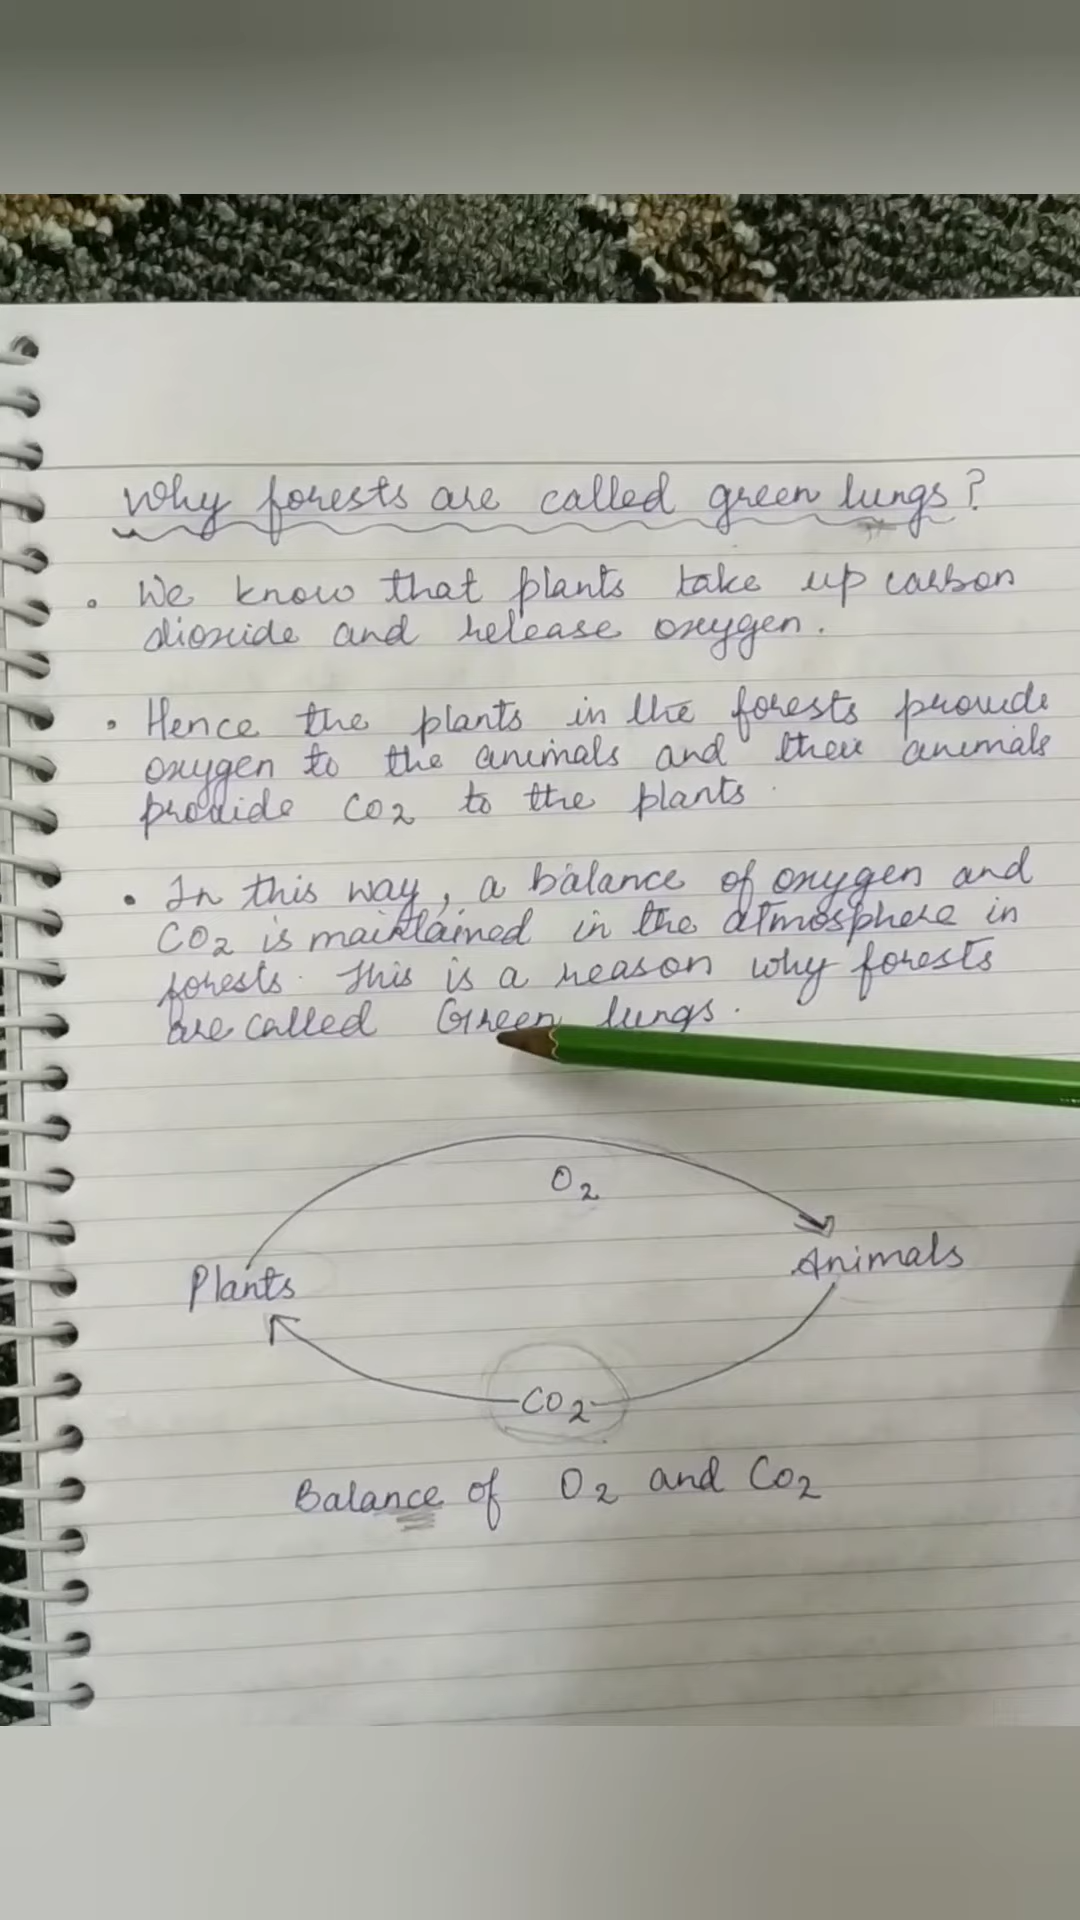 Why forests are called green lungs?
• We know that plants take up carbon
dioxide and release oxygen.
• Hence the plants in the forests provide
oxygen to the animals and their animals
provide CO2 to the plants.
• In this way, a balance of oxygen and
CO2 is maintained in the atmosphere in
forests. This is a reason why forests
are called Green lungs.
O2
Animals
Plants
CO2
Balance of O2 and CO2